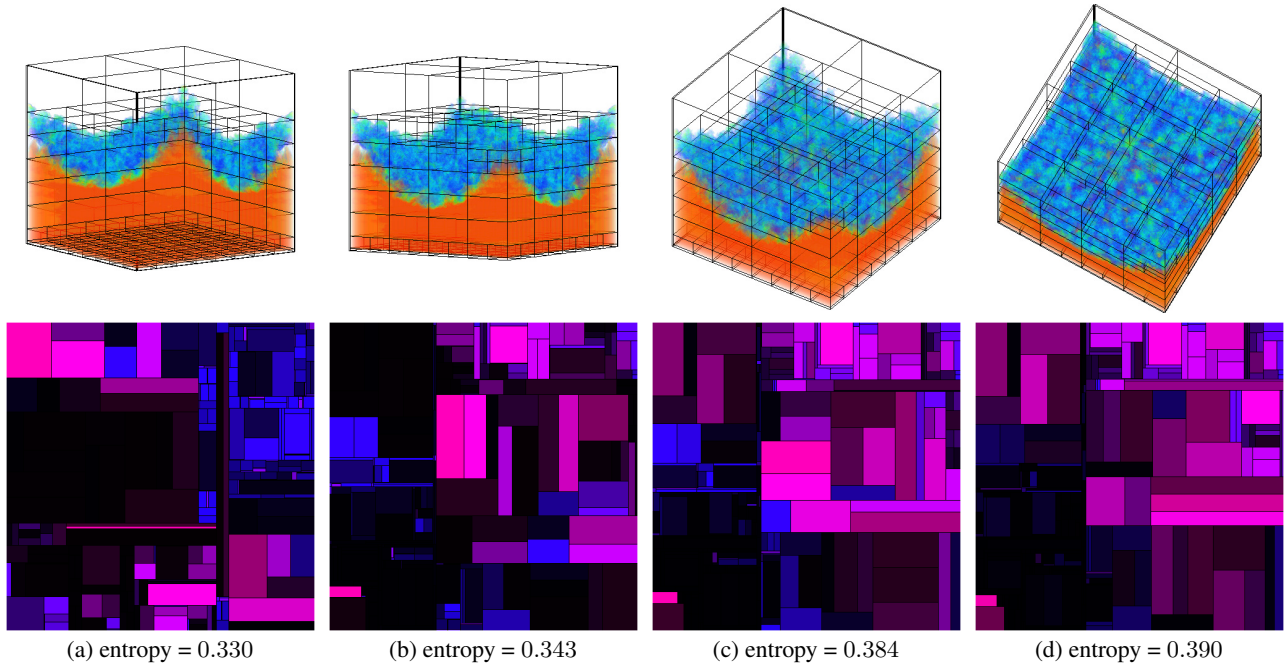 (a) entropy = 0.330
(b) entropy = 0.343
(c) entropy = 0.384
(d) entropy = 0.390